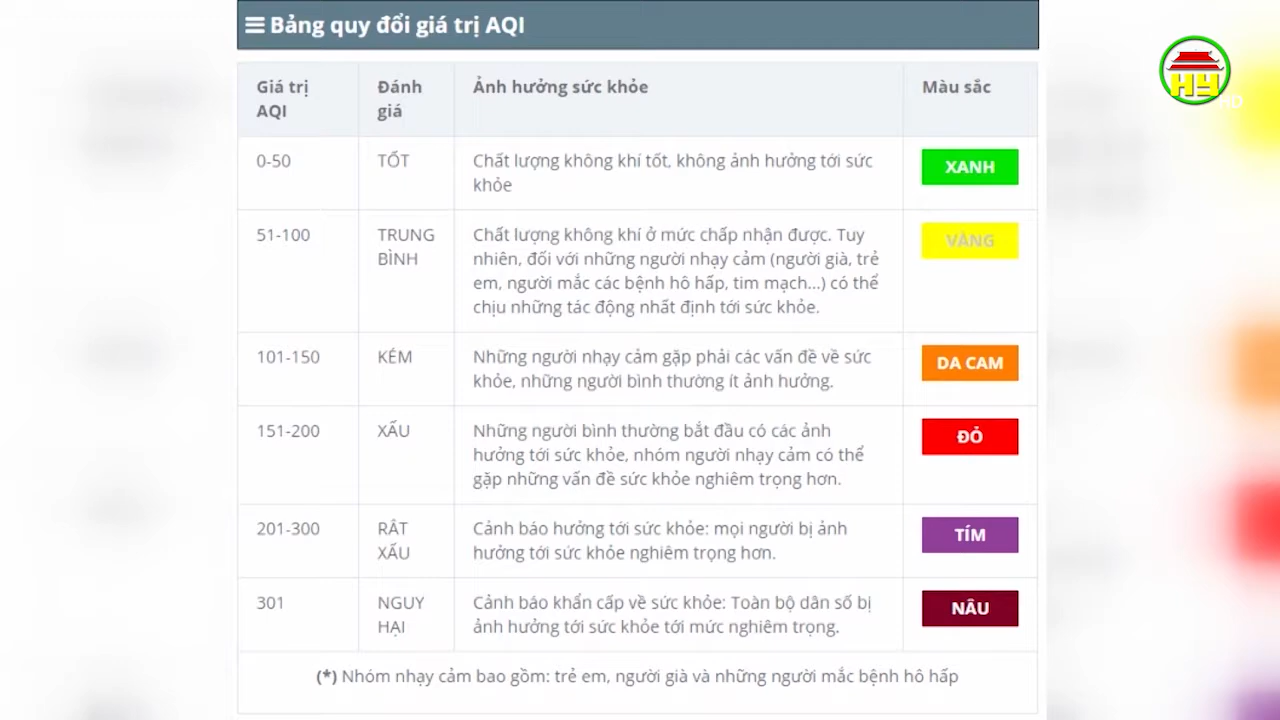 Bảng quy đổi giá trị AQI
Giá trị AQI
Đánh giá
Ảnh hưởng sức khỏe
Màu sắc
0-50
TỐT
Chất lượng không khí tốt, không ảnh hưởng tới sức
khỏe
XANH
51-100
TRUNG
BÌNH
Chất lượng không khí ở mức chấp nhận được. Tuy
nhiên, đối với những người nhạy cảm (người già, trẻ
em, người mắc các bệnh hô hấp, tim mạch...) có thể
chịu những tác động nhất định tới sức khỏe.
VÀNG
101-150
KÉM
Những người nhạy cảm gặp phải các vấn đề về sức
khỏe, những người bình thường ít ảnh hưởng.
DA CAM
151-200
XẤU
Những người bình thường bắt đầu có các ảnh
hưởng tới sức khỏe, nhóm người nhạy cảm có thể
gặp những vấn đề sức khỏe nghiêm trọng hơn.
ĐỎ
201-300
RẤT
XẤU
Cảnh báo hưởng tới sức khỏe: mọi người bị ảnh
hưởng tới sức khỏe nghiêm trọng hơn.
TÍM
301
NGUY
HẠI
Cảnh báo khẩn cấp về sức khỏe: Toàn bộ dân số bị
ảnh hưởng tới sức khỏe tới mức nghiêm trọng.
NÂU
(*) Nhóm nhạy cảm bao gồm: trẻ em, người già và những người mắc bệnh hô hấp
HY
HD